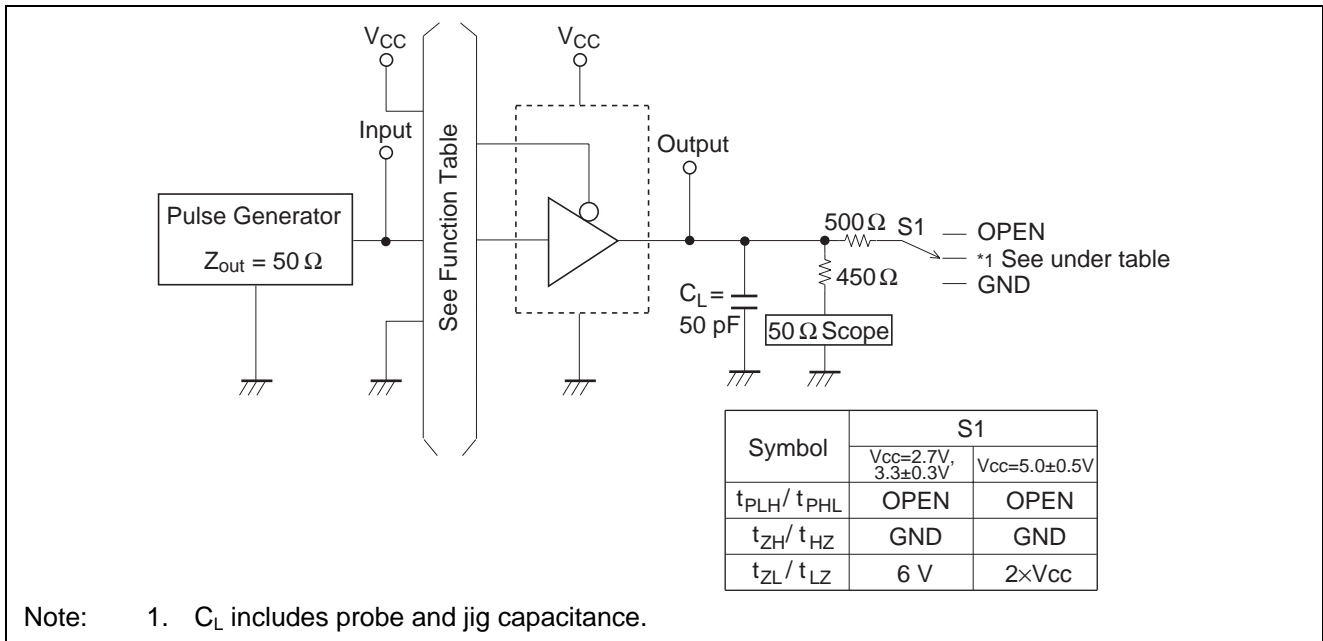 VCC
VCC
Input
See Function Table
Output
Pulse Generator
Zout = 50 Ω
500 Ω
S1
OPEN
*1 See under table
GND
450 Ω
CL =
50 pF
50 Ω Scope
Symbol
S1
Vcc=2.7V,
3.3±0.3V
Vcc=5.0±0.5V
tPLH / tPHL
OPEN
OPEN
tZH / tHZ
GND
GND
tZL / tLZ
6 V
2×Vcc
Note: 1. CL includes probe and jig capacitance.